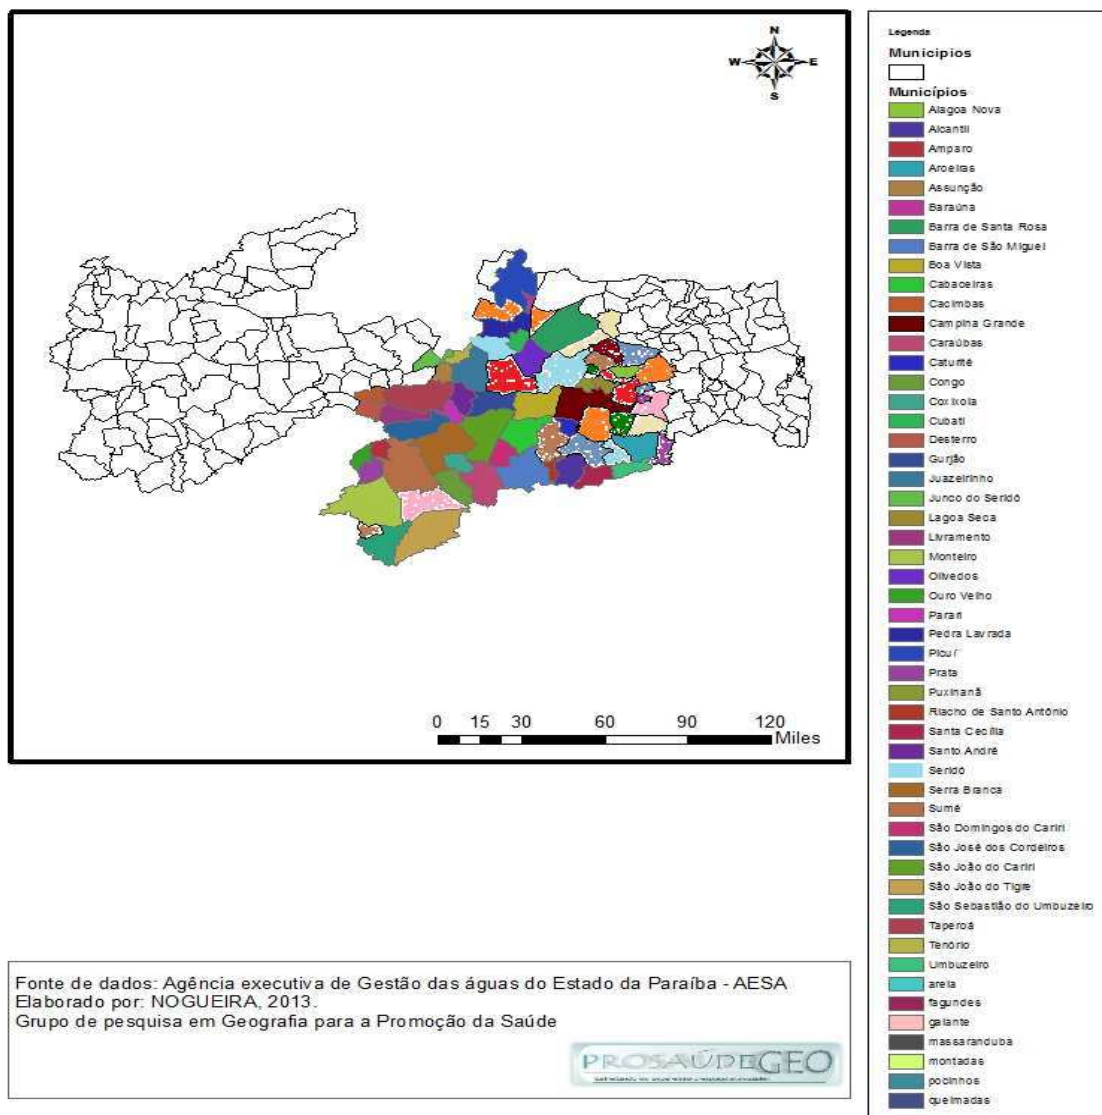 N
W E
S
0 15 30 60 90 120
Miles
Legenda
Municipios
Municípios
Alagoa Nova
Alcantil
Amparo
Aroeiras
Assunção
Baraúna
Barra de Santa Rosa
Barra de São Miguel
Boa Vista
Cabaceiras
Cacimbas
Campina Grande
Caraúbas
Caturité
Congo
Coxixola
Cubati
Desterro
Gurjão
Juazeirinho
Junco do Seridó
Lagoa Seca
Livramento
Monteiro
Olivedos
Ouro Velho
Parari
Pedra Lavrada
Picuí
Prata
Puxinanã
Riacho de Santo Antônio
Santa Cecília
Santo André
Seridó
Serra Branca
Sumé
São Domingos do Cariri
São José dos Cordeiros
São João do Cariri
São João do Tigre
São Sebastião do Umbuzeiro
Taperoá
Tenório
Umbuzeiro
areia
fagundes
galante
massaranduba
montadas
pocinhos
queimadas
Fonte de dados: Agência executiva de Gestão das águas do Estado da Paraíba - AESA
Elaborado por: NOGUEIRA, 2013.
Grupo de pesquisa em Geografia para a Promoção da Saúde
PROSAÚDEGEO